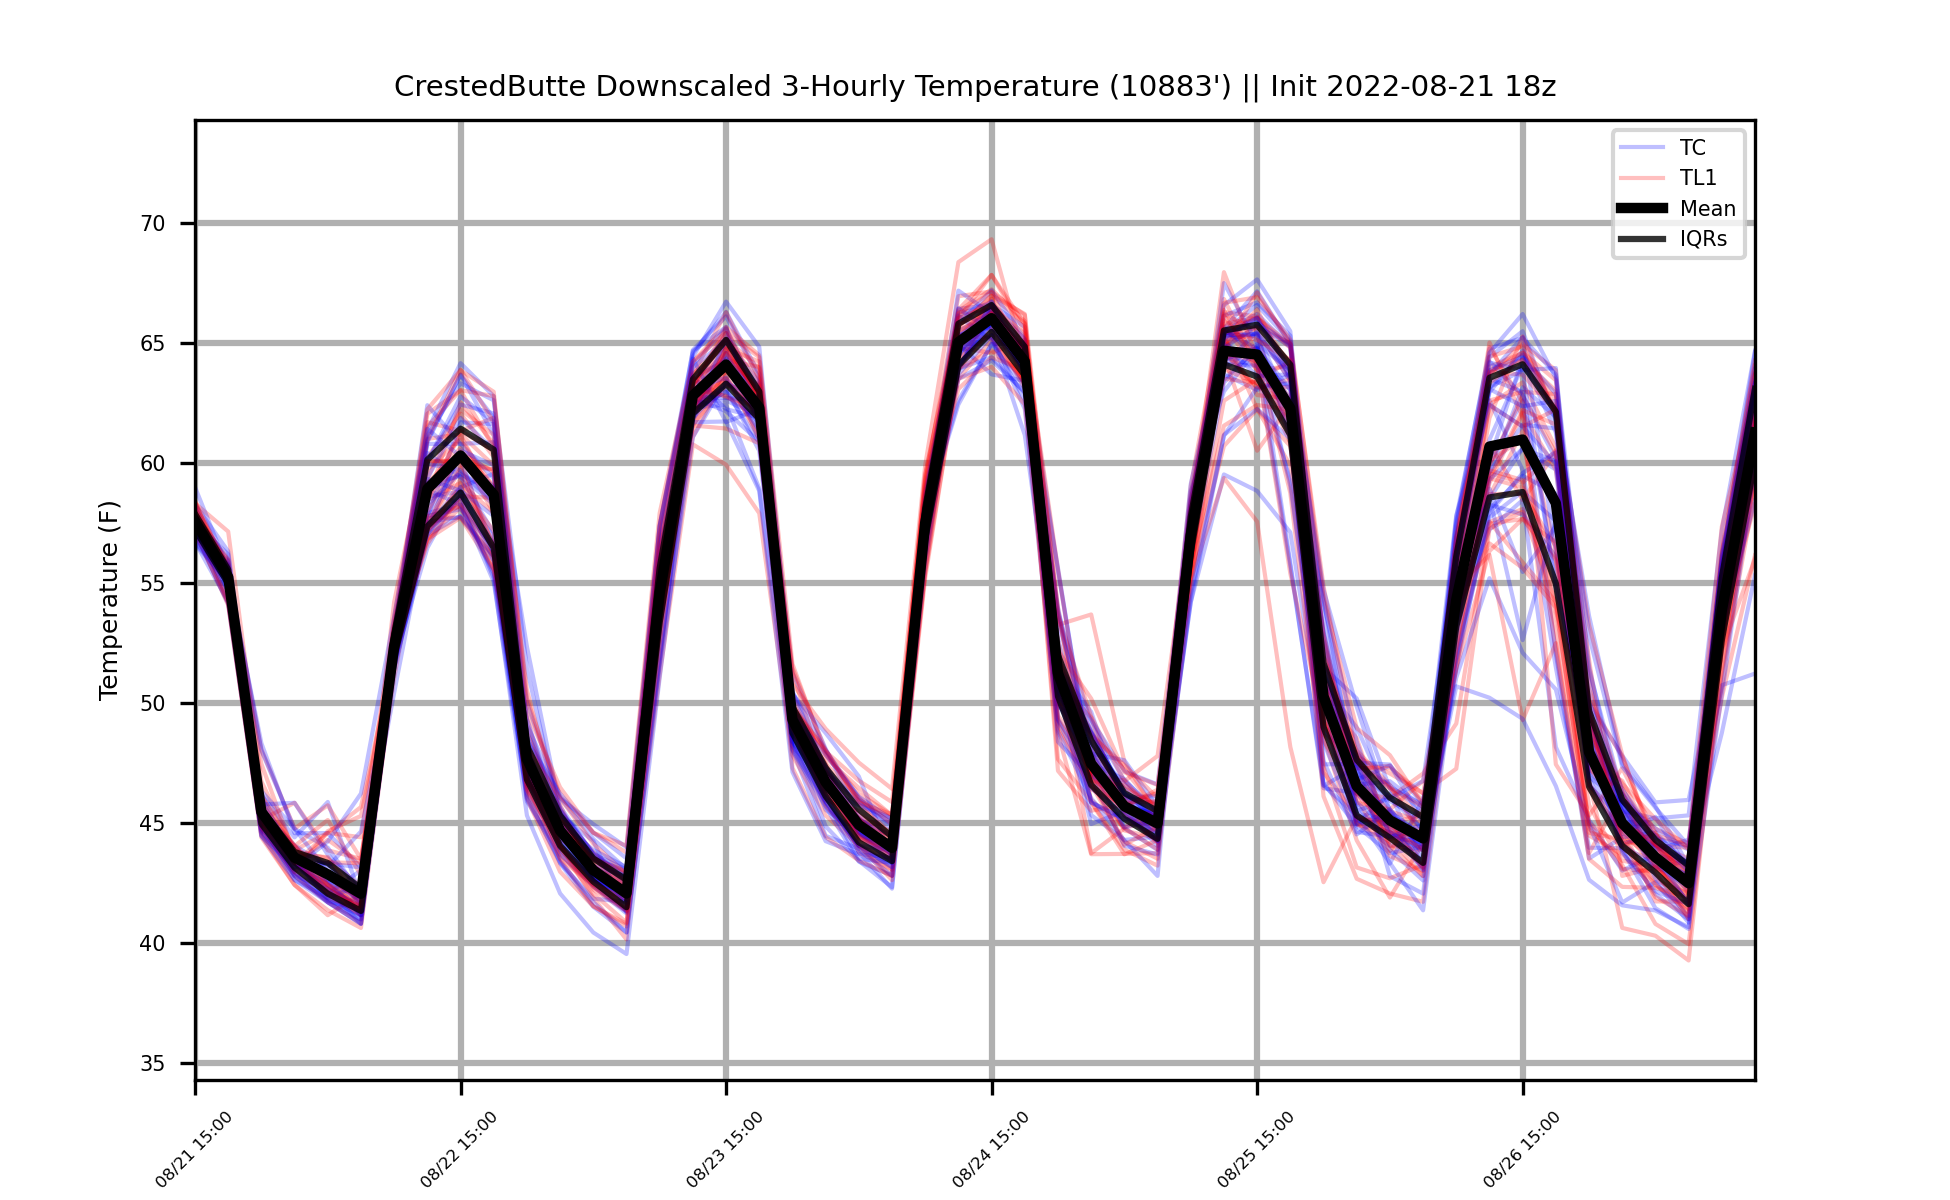 CrestedButte Downscaled 3-Hourly Temperature (10883') || Init 2022-08-21 18z
TC
TL1
Mean
IQRs
Temperature (F)
70
65
60
55
50
45
40
35
08/21 15:00
08/22 15:00
08/23 15:00
08/24 15:00
08/25 15:00
08/26 15:00